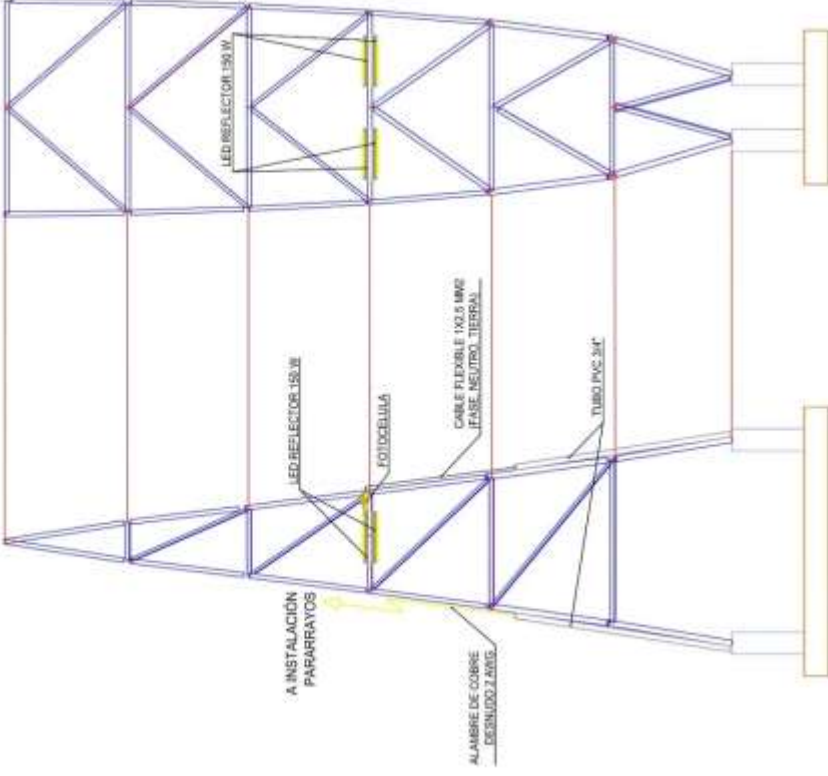 LED REFLECTOR 150 W
LED REFLECTOR 150 W
FOTOCELULA
CABLE FLEXIBLE 1X2.5 MM2
(FASE, NEUTRO, TIERRA)
TUBO PVC 3/4"
A INSTALACIÓN
PARARRAYOS
ALAMBRE DE COBRE
DESNUDO 2 AWG